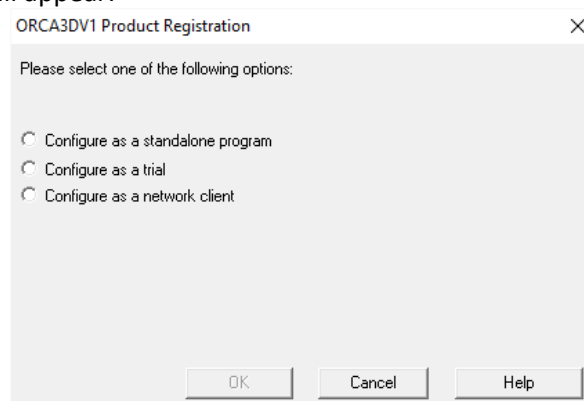 appear.
ORCA3DV1 Product Registration
Please select one of the following options:
Configure as a standalone program
Configure as a trial
Configure as a network client
OK Cancel Help